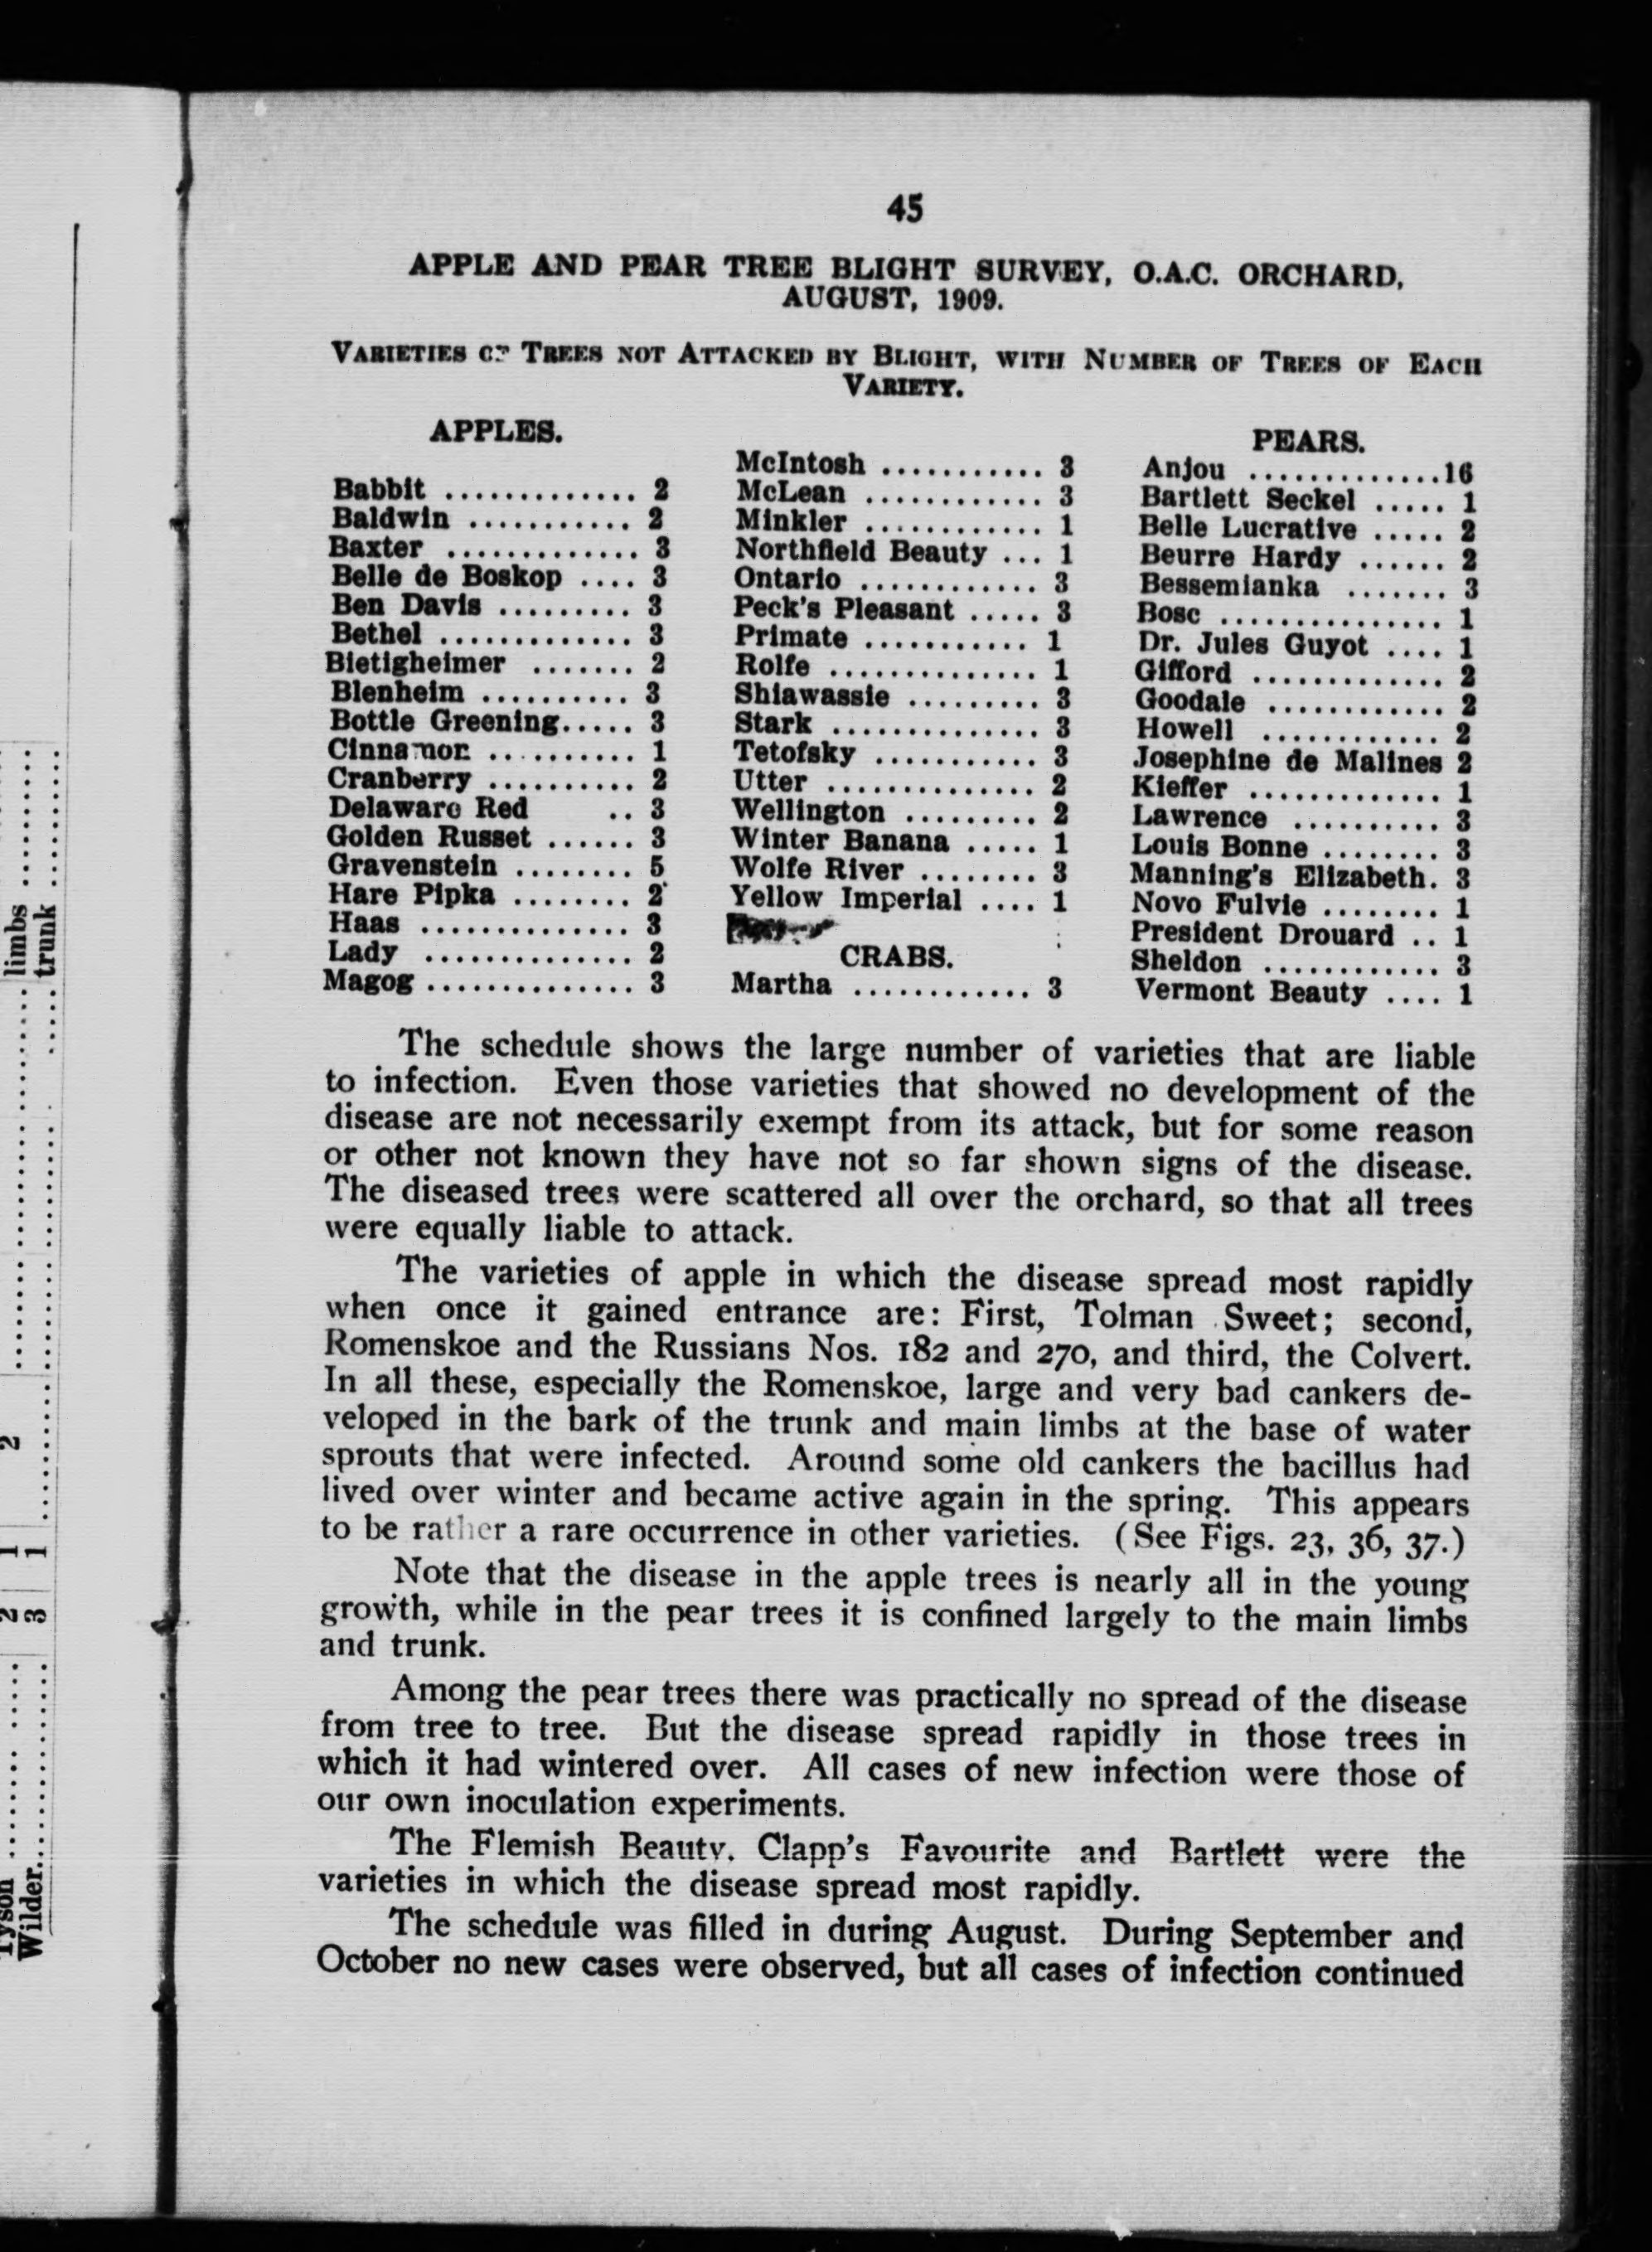 45
APPLE AND PEAR TREE BLIGHT SURVEY, O.A.C. ORCHARD,
AUGUST, 1909.
VARIETIES OF TREES NOT ATTACKED BY BLIGHT, WITH NUMBER OF TREES OF EACH
VARIETY.
APPLES.
Babbit ............. 2
Baldwin ........... 2
Baxter ............. 3
Belle de Boskop .... 3
Ben Davis ......... 3
Bethel ............. 3
Bietigheimer ....... 2
Blenheim .......... 3
Bottle Greening..... 3
Cinnamon .......... 1
Cranberry .......... 2
Delaware Red .. 3
Golden Russet ...... 3
Gravenstein ........ 5
Hare Pipka ........ 2
Haas .............. 3
Lady .............. 2
Magog .............. 3
McIntosh ........... 3
McLean ............ 3
Minkler ............ 1
Northfield Beauty ... 1
Ontario ............ 3
Peck's Pleasant ..... 3
Primate ........... 1
Rolfe .............. 1
Shiawassie ......... 3
Stark .............. 3
Tetofsky ........... 3
Utter .............. 2
Wellington ......... 2
Winter Banana ..... 1
Wolfe River ........ 3
Yellow Imperial .... 1
CRABS.
Martha ............ 3
PEARS.
Anjou ..............16
Bartlett Seckel ..... 1
Belle Lucrative ..... 2
Beurre Hardy ...... 2
Bessemianka ....... 3
Bosc ............... 1
Dr. Jules Guyot .... 1
Gifford ............. 2
Goodale ............ 2
Howell ............ 2
Josephine de Malines 2
Kieffer ............. 1
Lawrence .......... 3
Louis Bonne ........ 3
Manning's Elizabeth. 3
Novo Fulvie ........ 1
President Drouard .. 1
Sheldon ............ 3
Vermont Beauty .... 1
The schedule shows the large number of varieties that are liable
to infection. Even those varieties that showed no development of the
disease are not necessarily exempt from its attack, but for some reason
or other not known they have not so far shown signs of the disease.
The diseased trees were scattered all over the orchard, so that all trees
were equally liable to attack.
The varieties of apple in which the disease spread most rapidly
when once it gained entrance are: First, Tolman Sweet; second,
Romenskoe and the Russians Nos. 182 and 270, and third, the Colvert.
In all these, especially the Romenskoe, large and very bad cankers de-
veloped in the bark of the trunk and main limbs at the base of water
sprouts that were infected. Around some old cankers the bacillus had
lived over winter and became active again in the spring. This appears
to be rather a rare occurrence in other varieties. (See Figs. 23, 36, 37.)
Note that the disease in the apple trees is nearly all in the young
growth, while in the pear trees it is confined largely to the main limbs
and trunk.
Among the pear trees there was practically no spread of the disease
from tree to tree. But the disease spread rapidly in those trees in
which it had wintered over. All cases of new infection were those of
our own inoculation experiments.
The Flemish Beauty, Clapp's Favourite and Bartlett were the
varieties in which the disease spread most rapidly.
The schedule was filled in during August. During September and
October no new cases were observed, but all cases of infection continued
Tyson ........ 2 1 2 ........ limbs ........
Wilder........ 3 1 ........ trunk ........